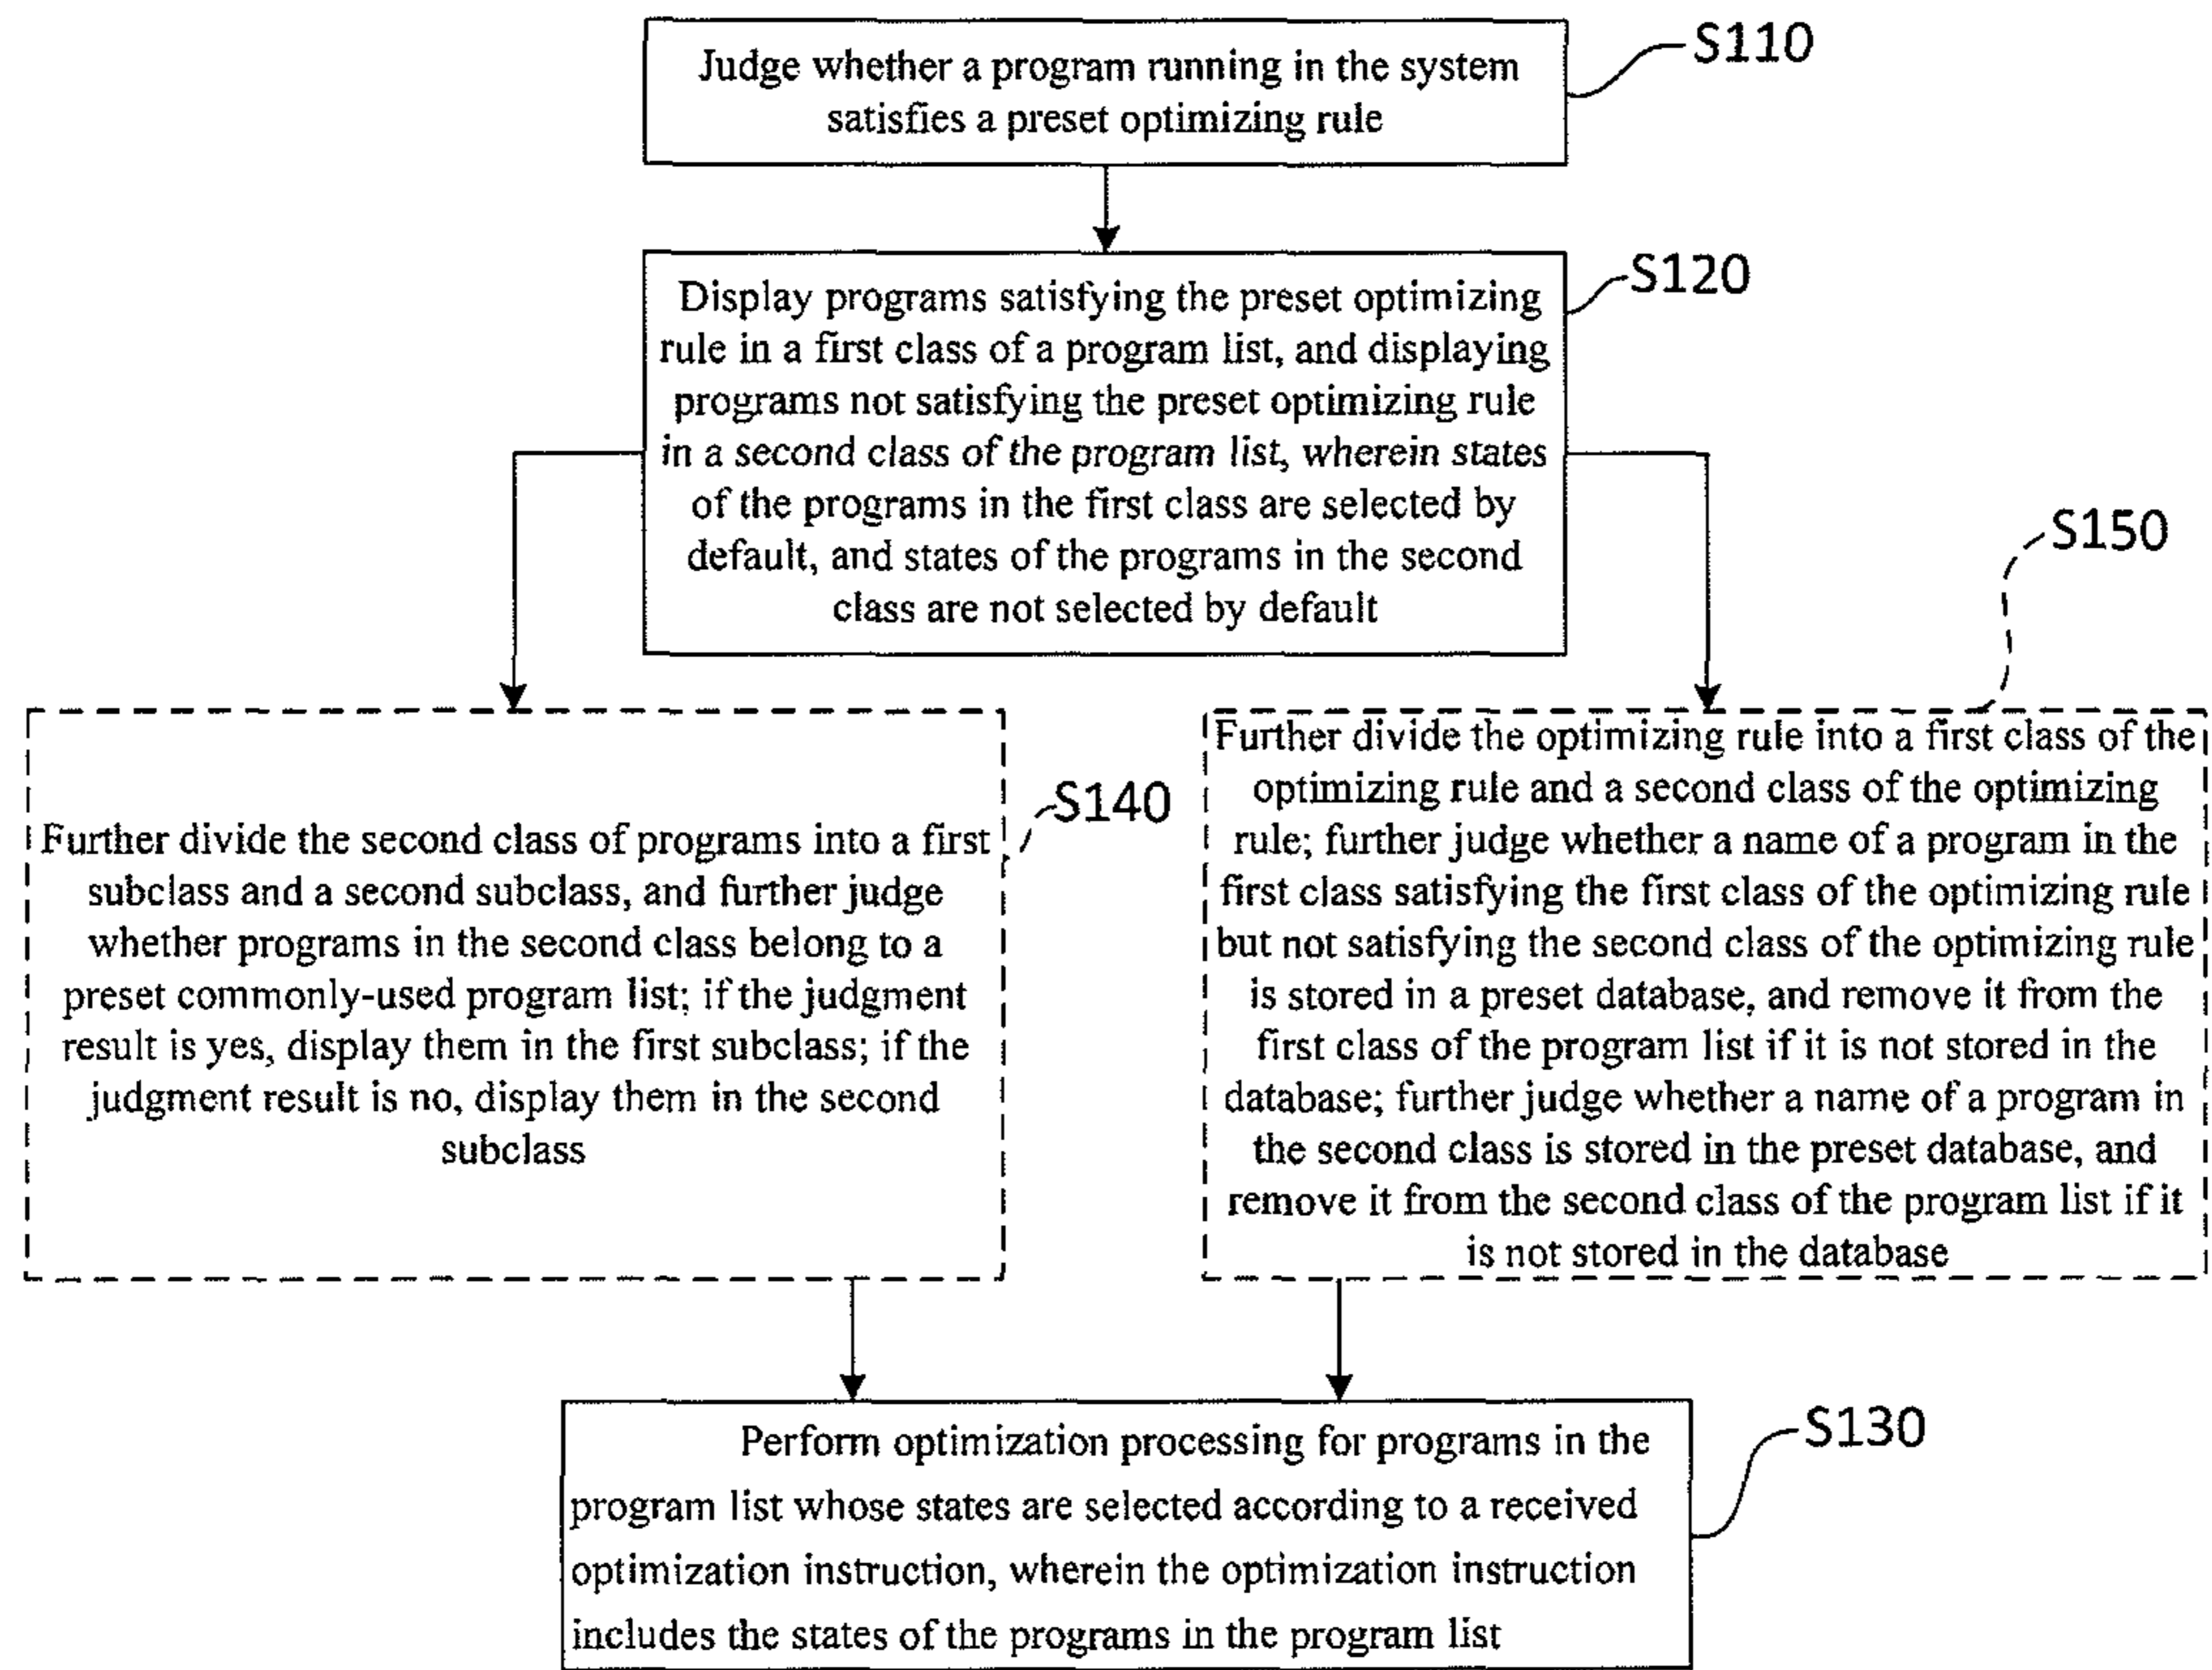 Judge whether a program running in the system
satisfies a preset optimizing rule
S110
Display programs satisfying the preset optimizing
rule in a first class of a program list, and displaying
programs not satisfying the preset optimizing rule
in a second class of the program list, wherein states
of the programs in the first class are selected by
default, and states of the programs in the second
class are not selected by default
S120
Further divide the second class of programs into a first
subclass and a second subclass, and further judge
whether programs in the second class belong to a
preset commonly-used program list; if the judgment
result is yes, display them in the first subclass; if the
judgment result is no, display them in the second
subclass
S140
Further divide the optimizing rule into a first class of the
optimizing rule and a second class of the optimizing
rule; further judge whether a name of a program in the
first class satisfying the first class of the optimizing rule
but not satisfying the second class of the optimizing rule
is stored in a preset database, and remove it from the
first class of the program list if it is not stored in the
database; further judge whether a name of a program in
the second class is stored in the preset database, and
remove it from the second class of the program list if it
is not stored in the database
S150
Perform optimization processing for programs in the
program list whose states are selected according to a received
optimization instruction, wherein the optimization instruction
includes the states of the programs in the program list
S130